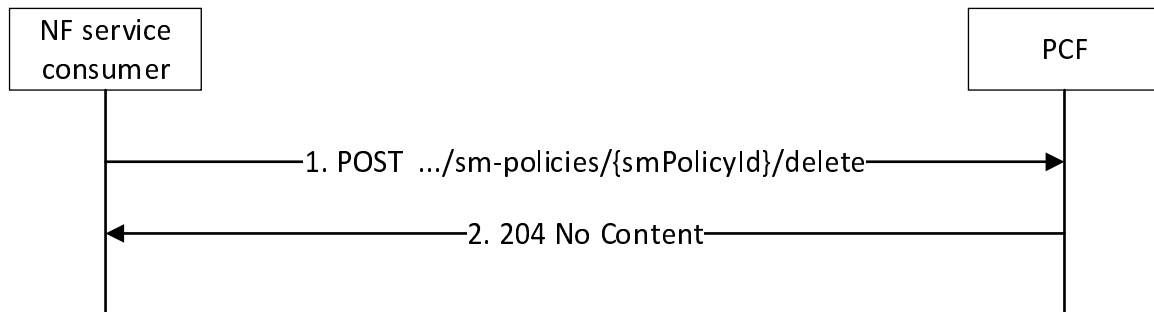 NF service
consumer
PCF
1. POST .../sm-policies/{smPolicyId}/delete
2. 204 No Content